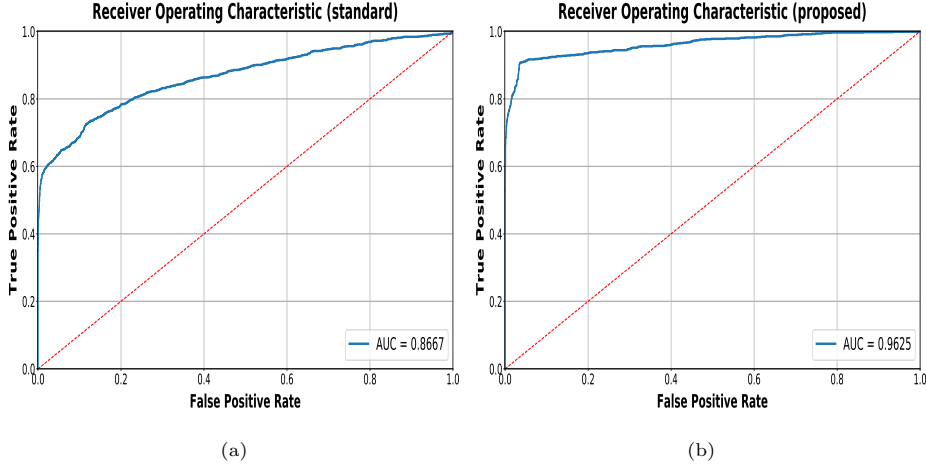 Receiver Operating Characteristic (standard)
1.0
0.8
0.6
0.4
0.2
0.0
True Positive Rate
AUC = 0.8667
0.0 0.2 0.4 0.6 0.8 1.0
False Positive Rate
(a)
Receiver Operating Characteristic (proposed)
1.0
0.8
0.6
0.4
0.2
0.0
True Positive Rate
AUC = 0.9625
0.0 0.2 0.4 0.6 0.8 1.0
False Positive Rate
(b)